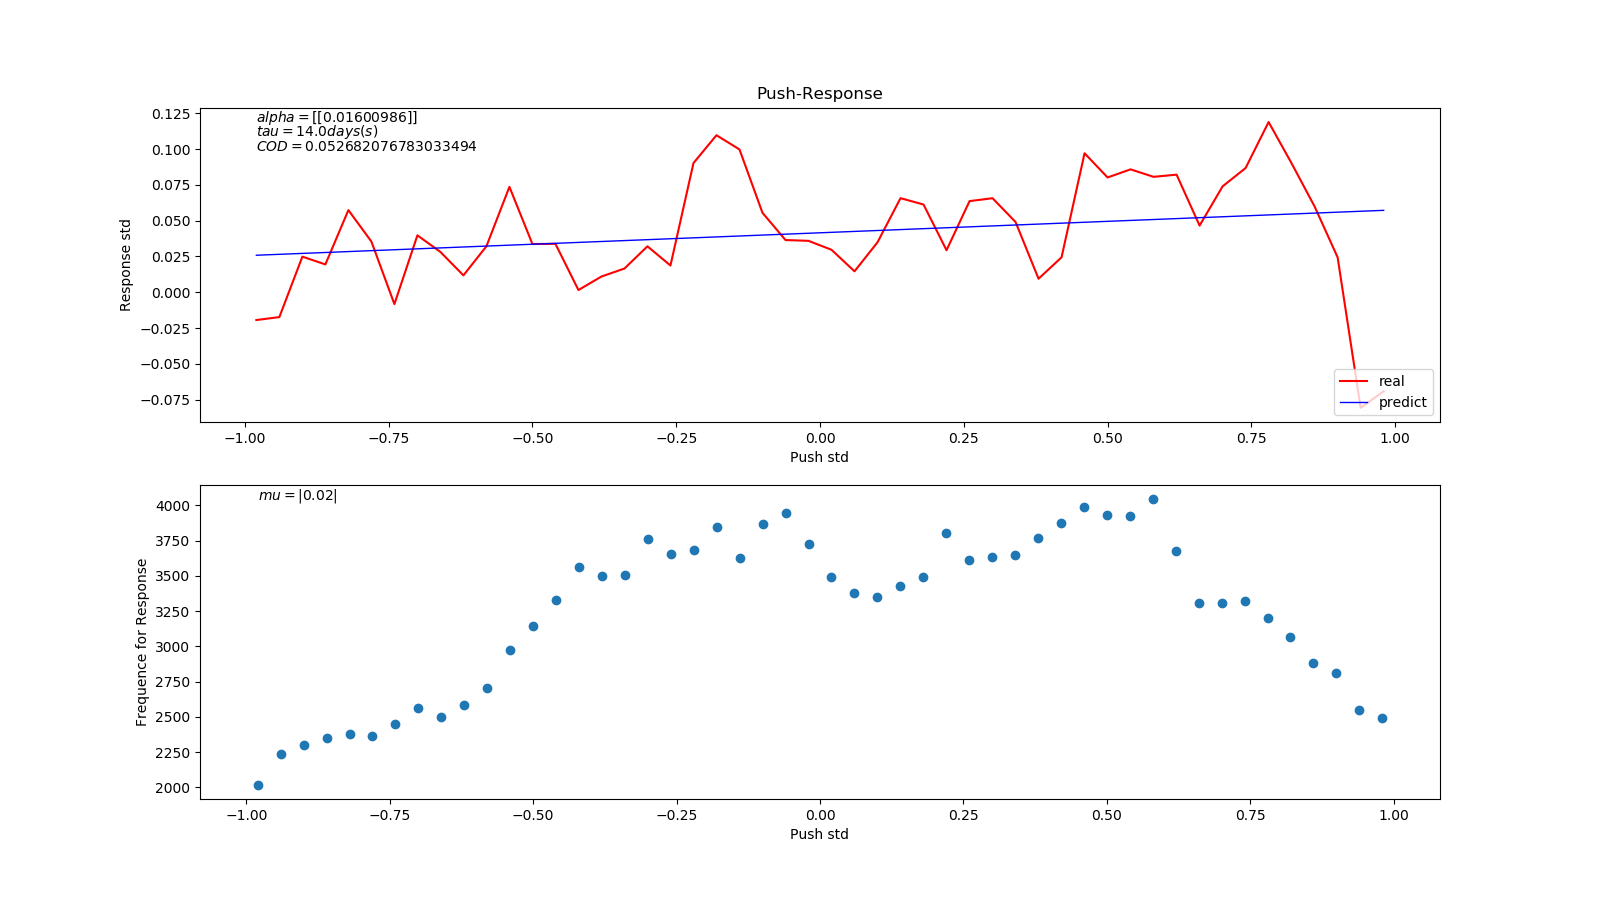 Push-Response
alpha = [[0.01600986]]
tau = 14.0days(s)
COD = 0.052682076783033494
0.125
0.100
0.075
0.050
0.025
0.000
−0.025
−0.050
−0.075
Response std
real
predict
−1.00 −0.75 −0.50 −0.25 0.00 0.25 0.50 0.75 1.00
Push std
mu = |0.02|
4000
3750
3500
3250
3000
2750
2500
2250
2000
Frequence for Response
−1.00 −0.75 −0.50 −0.25 0.00 0.25 0.50 0.75 1.00
Push std